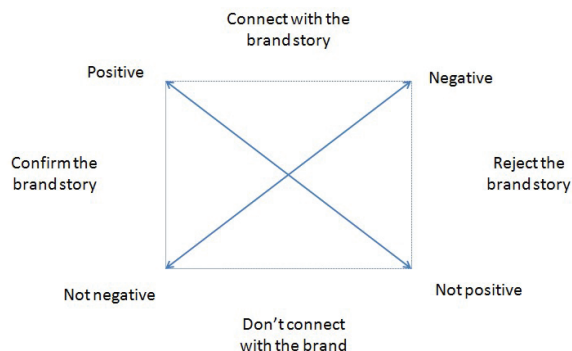 Connect with the
brand story
Positive
Negative
Confirm the
brand story
Reject the
brand story
Not negative
Not positive
Don't connect
with the brand